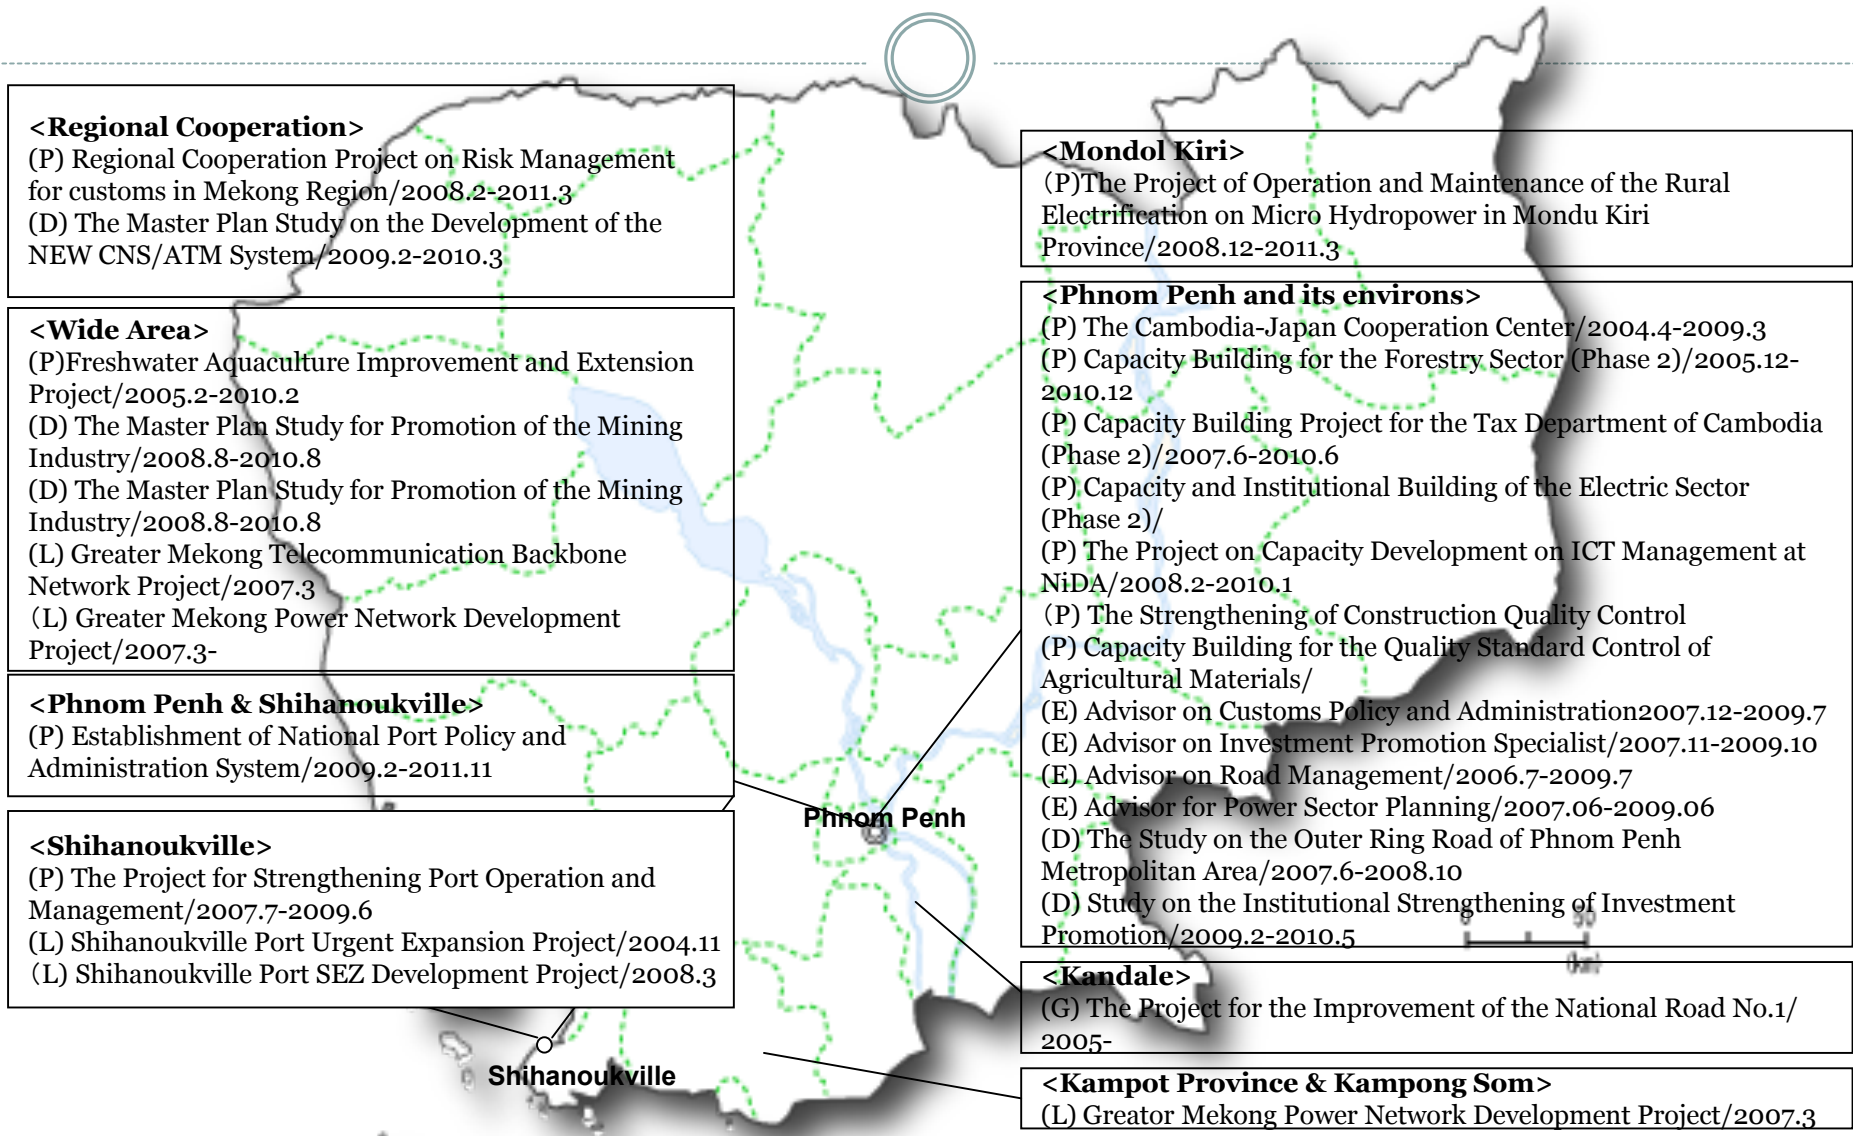 <Regional Cooperation>
(P) Regional Cooperation Project on Risk Management
for customs in Mekong Region/2008.2-2011.3
(D) The Master Plan Study on the Development of the
NEW CNS/ATM System/2009.2-2010.3
<Wide Area>
(P)Freshwater Aquaculture Improvement and Extension
Project/2005.2-2010.2
(D) The Master Plan Study for Promotion of the Mining
Industry/2008.8-2010.8
(D) The Master Plan Study for Promotion of the Mining
Industry/2008.8-2010.8
(L) Greater Mekong Telecommunication Backbone
Network Project/2007.3
(L) Greater Mekong Power Network Development
Project/2007.3-
<Phnom Penh & Shihanoukville>
(P) Establishment of National Port Policy and
Administration System/2009.2-2011.11
<Shihanoukville>
(P) The Project for Strengthening Port Operation and
Management/2007.7-2009.6
(L) Shihanoukville Port Urgent Expansion Project/2004.11
(L) Shihanoukville Port SEZ Development Project/2008.3
Phnom Penh
Shihanoukville
<Mondol Kiri>
(P)The Project of Operation and Maintenance of the Rural
Electrification on Micro Hydropower in Mondu Kiri
Province/2008.12-2011.3
<Phnom Penh and its environs>
(P) The Cambodia-Japan Cooperation Center/2004.4-2009.3
(P) Capacity Building for the Forestry Sector (Phase 2)/2005.12-
2010.12
(P) Capacity Building Project for the Tax Department of Cambodia
(Phase 2)/2007.6-2010.6
(P) Capacity and Institutional Building of the Electric Sector
(Phase 2)/
(P) The Project on Capacity Development on ICT Management at
NiDA/2008.2-2010.1
(P) The Strengthening of Construction Quality Control
(P) Capacity Building for the Quality Standard Control of
Agricultural Materials/
(E) Advisor on Customs Policy and Administration2007.12-2009.7
(E) Advisor on Investment Promotion Specialist/2007.11-2009.10
(E) Advisor on Road Management/2006.7-2009.7
(E) Advisor for Power Sector Planning/2007.06-2009.06
(D) The Study on the Outer Ring Road of Phnom Penh
Metropolitan Area/2007.6-2008.10
(D) Study on the Institutional Strengthening of Investment
Promotion/2009.2-2010.5
0 50
(km)
<Kandale>
(G) The Project for the Improvement of the National Road No.1/
2005-
<Kampot Province & Kampong Som>
(L) Greator Mekong Power Network Development Project/2007.3